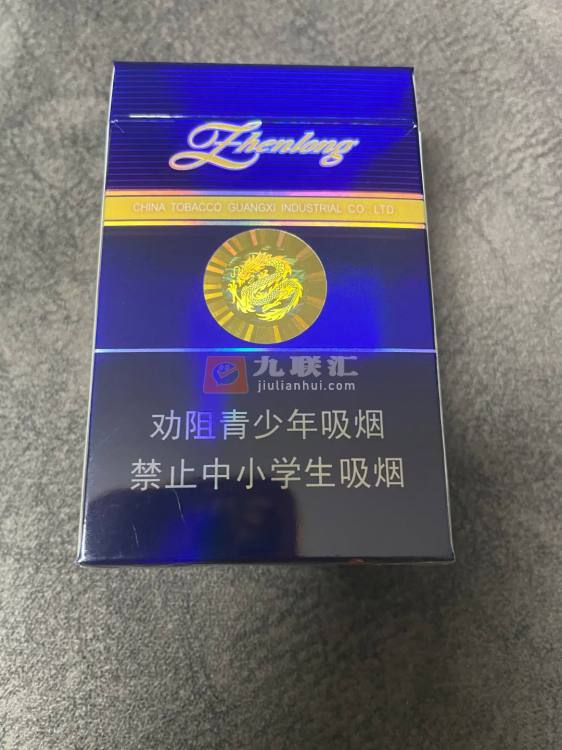 Zhenlong
CHINA TOBACCO GUANGXI INDUSTRIAL CO., LTD.
九联汇
jiulianhui.com
劝阻青少年吸烟
禁止中小学生吸烟